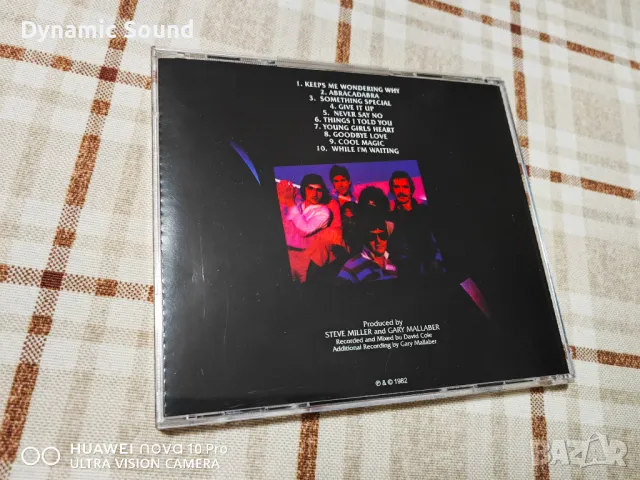 Dynamic Sound
1. KEEPS ME WONDERING WHY
2. ABRACADABRA
3. SOMETHING SPECIAL
4. GIVE IT UP
5. NEVER SAY NO
6. THINGS I TOLD YOU
7. YOUNG GIRLS HEART
8. GOODBYE LOVE
9. COOL MAGIC
10. WHILE I'M WAITING
Produced by
STEVE MILLER and GARY MALLABER
Recorded and Mixed by David Cole
Additional Recording by Gary Mallaber
℗ & © 1982
HUAWEI nova 10 Pro
ULTRA VISION CAMERA
BAZAR